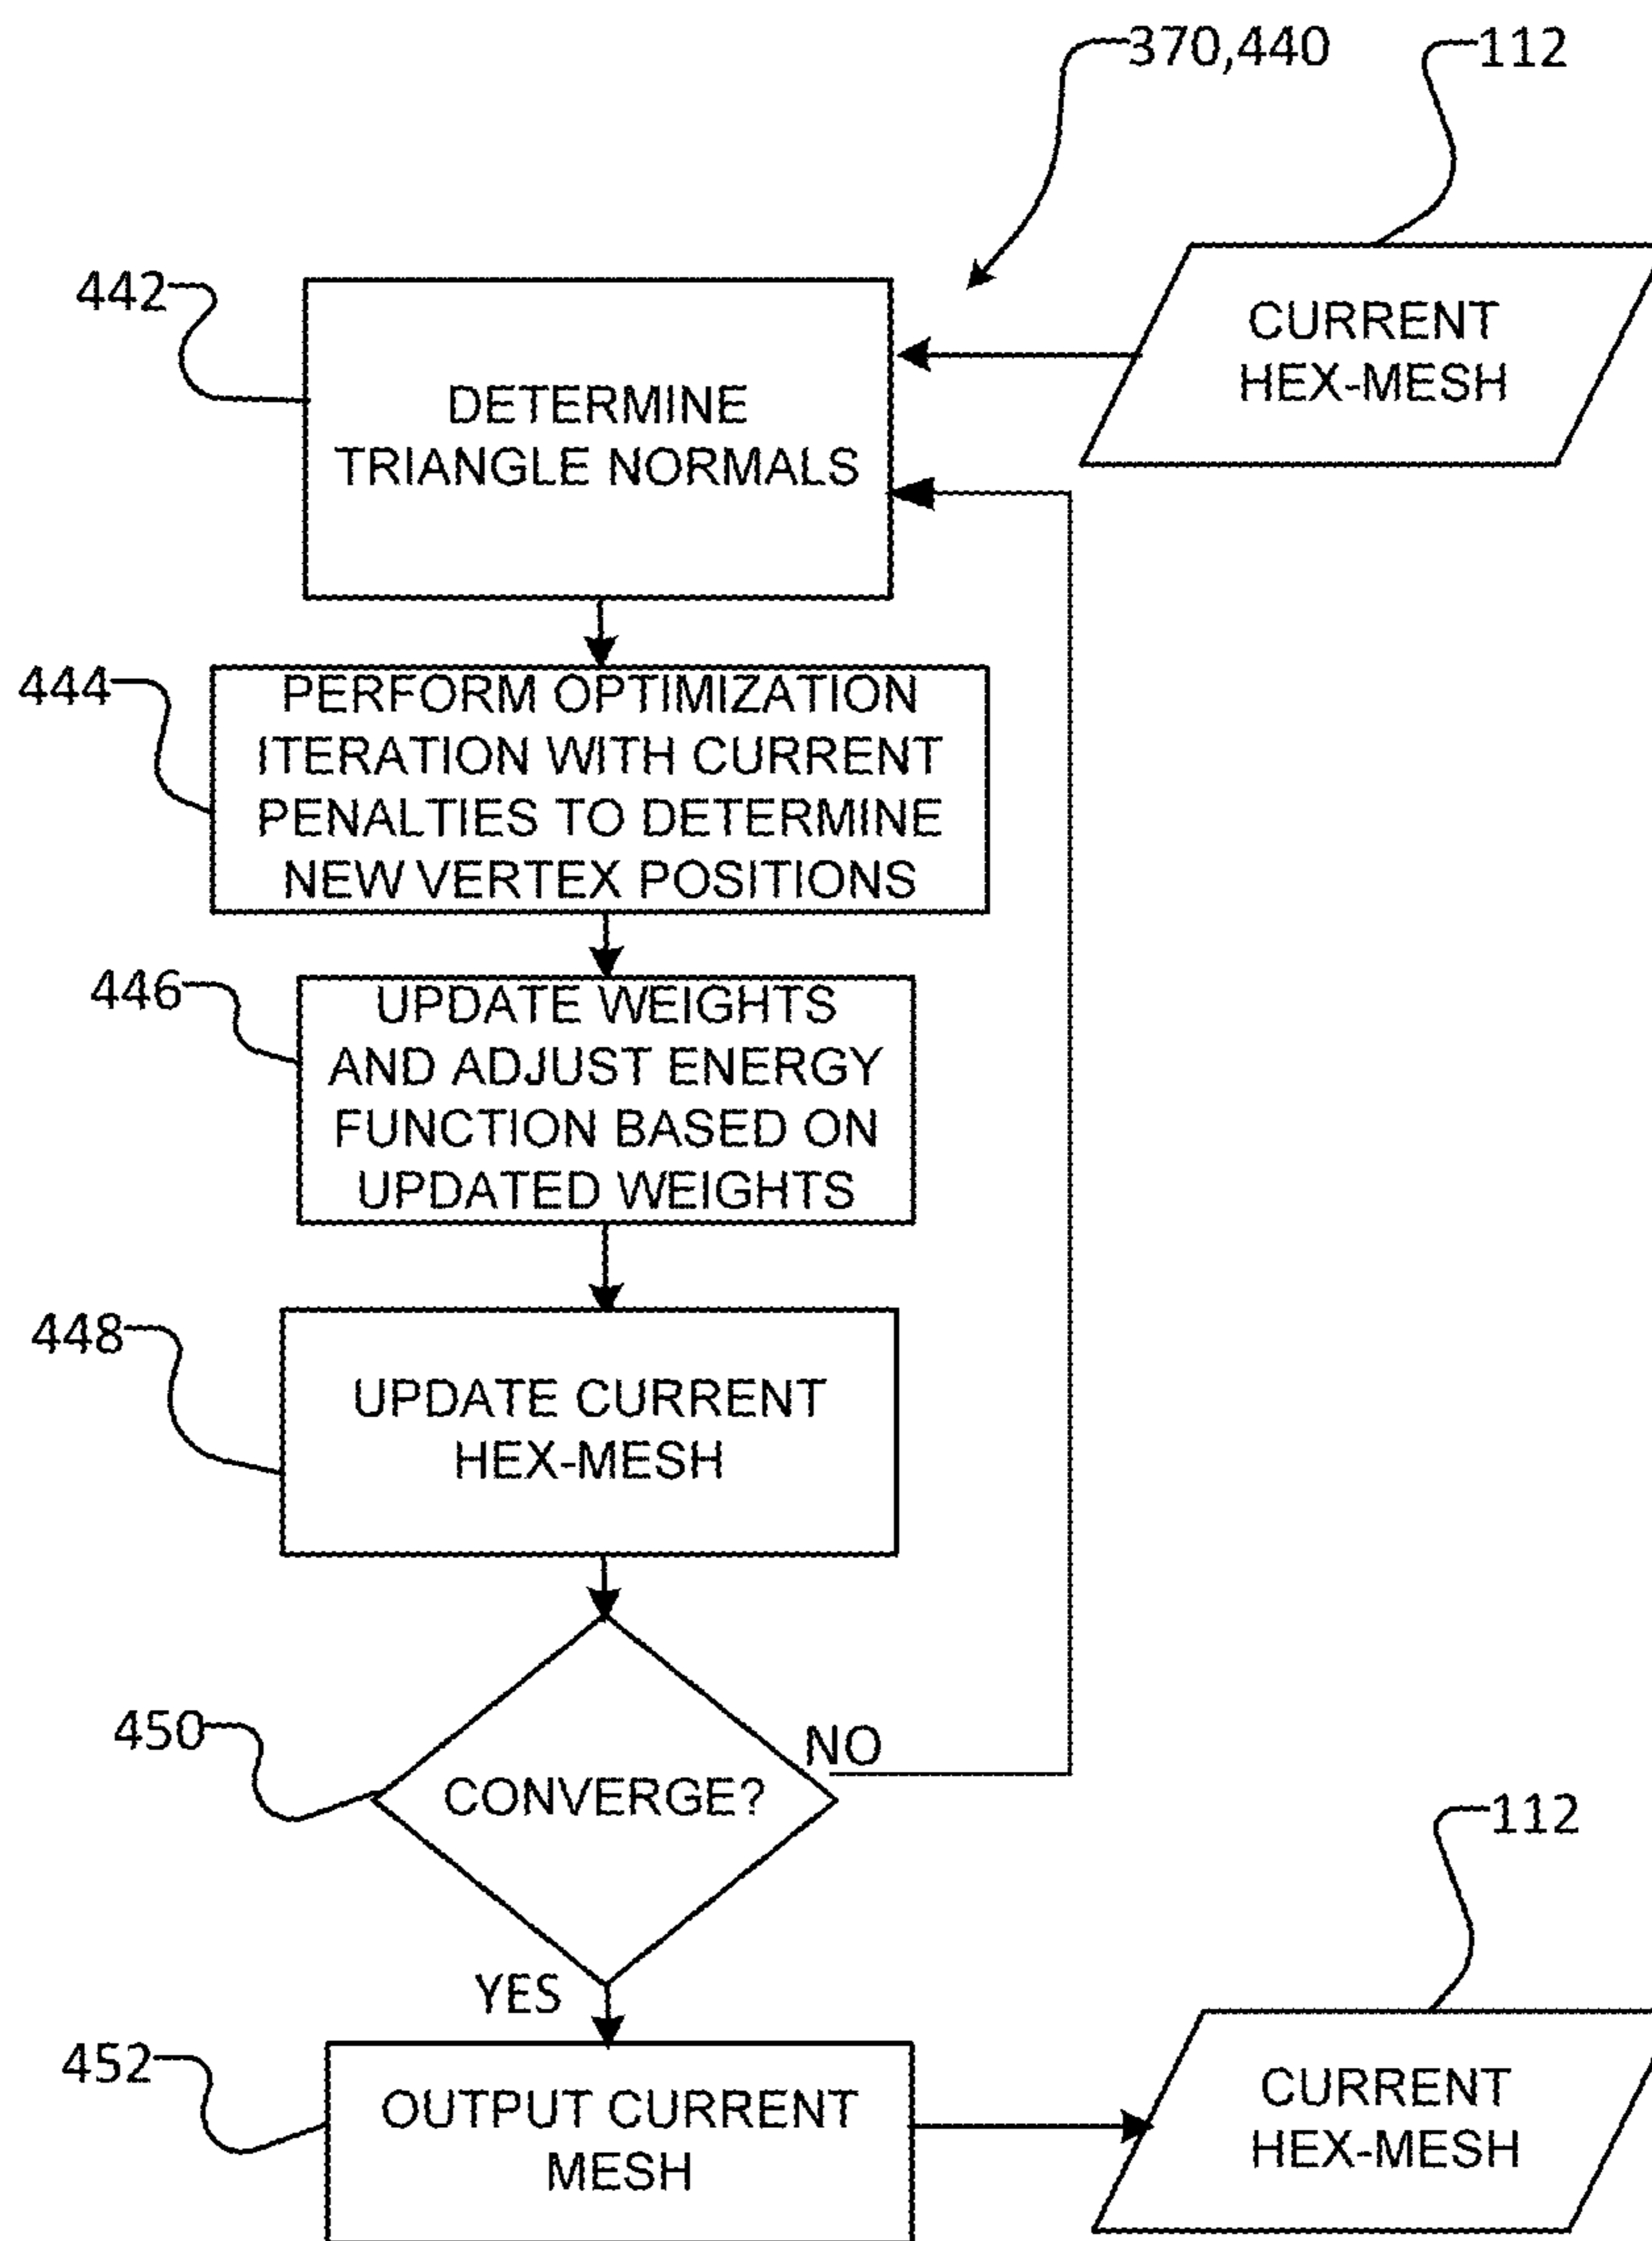 370,440
112
442
CURRENT
HEX-MESH
DETERMINE
TRIANGLE NORMALS
444
PERFORM OPTIMIZATION
ITERATION WITH CURRENT
PENALTIES TO DETERMINE
NEW VERTEX POSITIONS
446
UPDATE WEIGHTS
AND ADJUST ENERGY
FUNCTION BASED ON
UPDATED WEIGHTS
448
UPDATE CURRENT
HEX-MESH
450
NO
CONVERGE?
112
YES
452
OUTPUT CURRENT
MESH
CURRENT
HEX-MESH